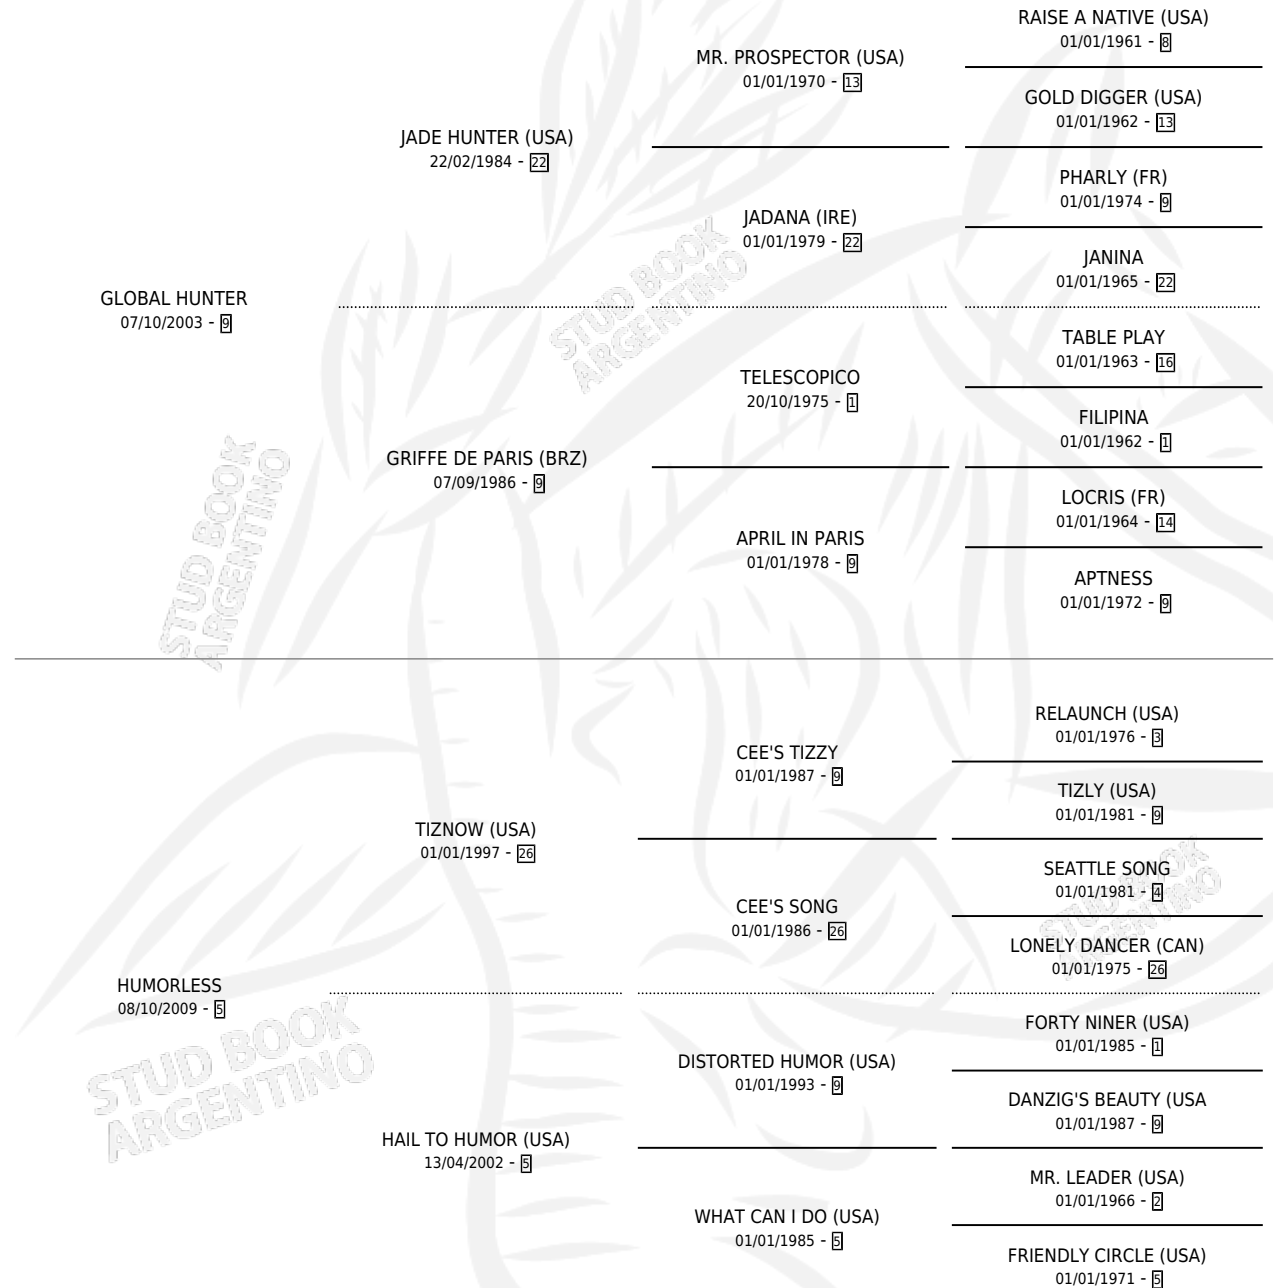 RAISE A NATIVE (USA)
01/01/1961 - 8
MR. PROSPECTOR (USA)
01/01/1970 - 13
GOLD DIGGER (USA)
01/01/1962 - 13
JADE HUNTER (USA)
22/02/1984 - 22
PHARLY (FR)
01/01/1974 - 9
JADANA (IRE)
01/01/1979 - 22
JANINA
01/01/1965 - 22
GLOBAL HUNTER
07/10/2003 - 9
STUD BOOK
ARGENTINO
TABLE PLAY
01/01/1963 - 16
TELESCOPICO
20/10/1975 - 1
FILIPINA
01/01/1962 - 1
GRIFFE DE PARIS (BRZ)
07/09/1986 - 9
LOCRIS (FR)
01/01/1964 - 14
APRIL IN PARIS
01/01/1978 - 9
APTNESS
01/01/1972 - 9
STUD BOOK
ARGENTINO
RELAUNCH (USA)
01/01/1976 - 3
CEE'S TIZZY
01/01/1987 - 9
TIZLY (USA)
01/01/1981 - 9
TIZNOW (USA)
01/01/1997 - 26
SEATTLE SONG
01/01/1981 - 4
CEE'S SONG
01/01/1986 - 26
STUD BOOK
ARGENTINO
LONELY DANCER (CAN)
01/01/1975 - 26
HUMORLESS
08/10/2009 - 5
STUD BOOK
ARGENTINO
FORTY NINER (USA)
01/01/1985 - 1
DISTORTED HUMOR (USA)
01/01/1993 - 9
DANZIG'S BEAUTY (USA
01/01/1987 - 9
HAIL TO HUMOR (USA)
13/04/2002 - 5
MR. LEADER (USA)
01/01/1966 - 2
WHAT CAN I DO (USA)
01/01/1985 - 5
FRIENDLY CIRCLE (USA)
01/01/1971 - 5